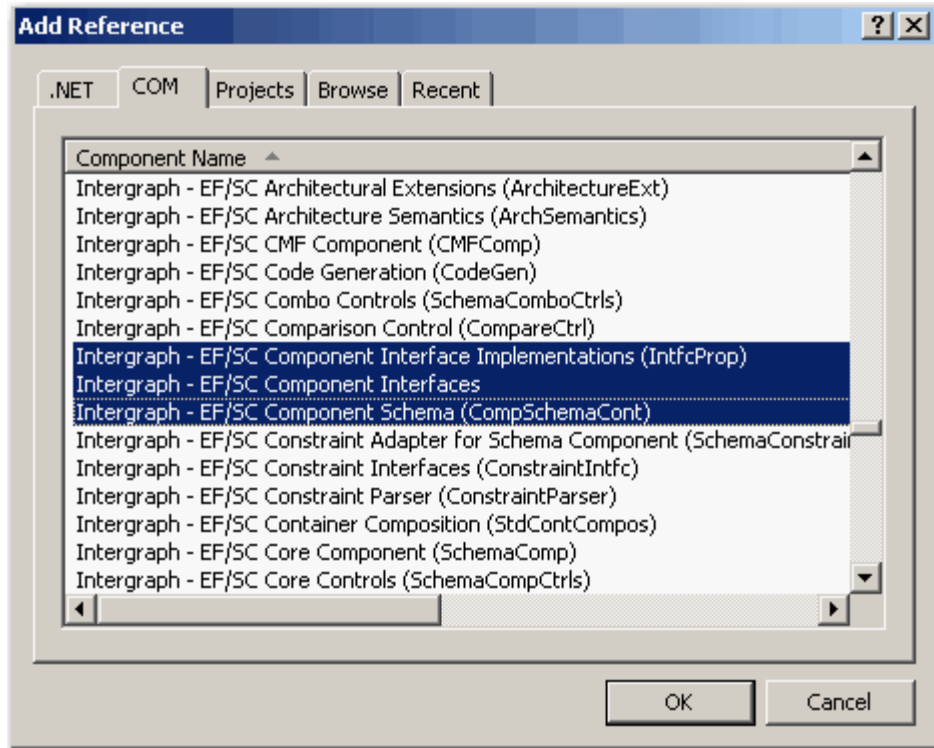 Add Reference
.NET COM Projects Browse Recent
Component Name
Intergraph - EF/SC Architectural Extensions (ArchitectureExt)
Intergraph - EF/SC Architecture Semantics (ArchSemantics)
Intergraph - EF/SC CMF Component (CMFComp)
Intergraph - EF/SC Code Generation (CodeGen)
Intergraph - EF/SC Combo Controls (SchemaComboCtrls)
Intergraph - EF/SC Comparison Control (CompareCtrl)
Intergraph - EF/SC Component Interface Implementations (IntfcProp)
Intergraph - EF/SC Component Interfaces
Intergraph - EF/SC Component Schema (CompSchemaCont)
Intergraph - EF/SC Constraint Adapter for Schema Component (SchemaConstrain
Intergraph - EF/SC Constraint Interfaces (ConstraintIntfc)
Intergraph - EF/SC Constraint Parser (ConstraintParser)
Intergraph - EF/SC Container Composition (StdContCompos)
Intergraph - EF/SC Core Component (SchemaComp)
Intergraph - EF/SC Core Controls (SchemaCompCtrls)
OK Cancel